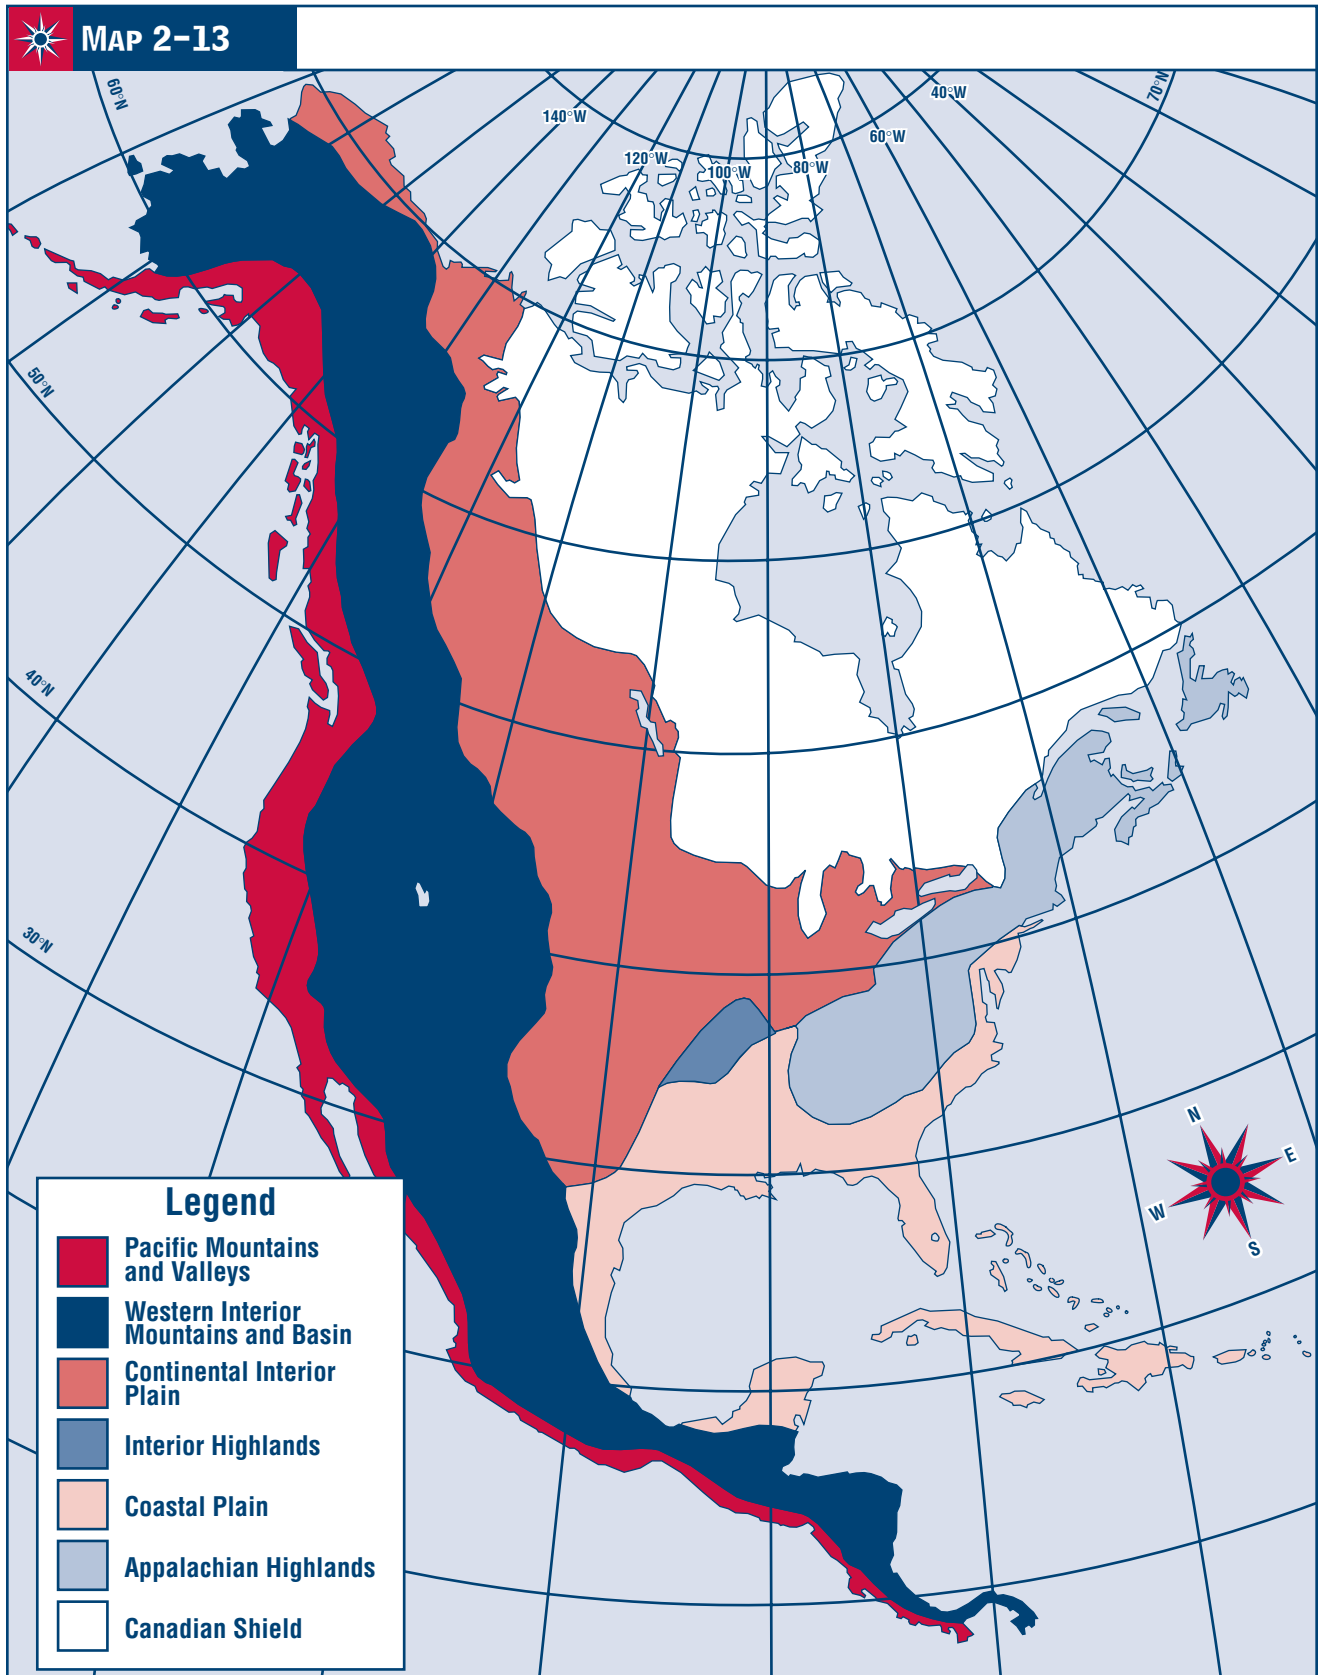 MAP 2–13
60°N
140°W
120°W
100°W
80°W
60°W
40°W
70°N
50°N
40°N
30°N
N
E
W
S
Legend
Pacific Mountains
and Valleys
Western Interior
Mountains and Basin
Continental Interior
Plain
Interior Highlands
Coastal Plain
Appalachian Highlands
Canadian Shield